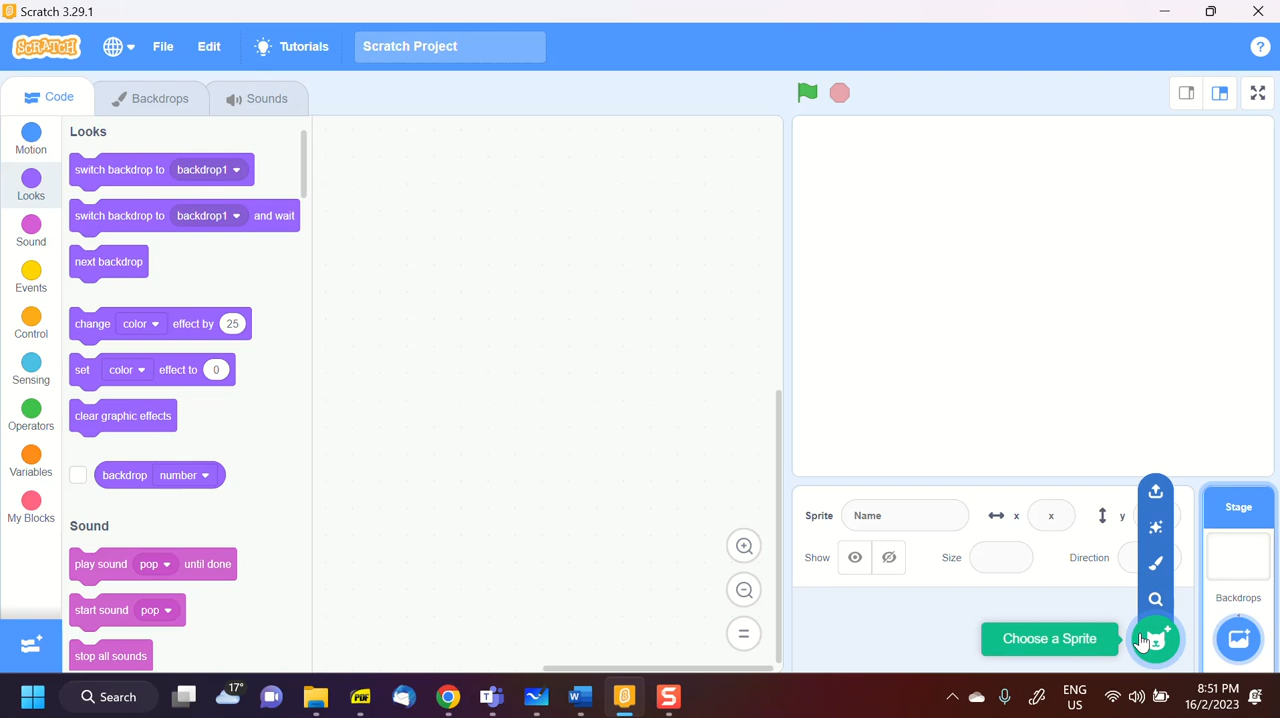 Scratch 3.29.1
SCRATCH
File
Edit
Tutorials
Scratch Project
?
Code
Backdrops
Sounds
Motion
Looks
Sound
Events
Control
Sensing
Operators
Variables
My Blocks
Looks
switch backdrop to backdrop1
switch backdrop to backdrop1 and wait
next backdrop
change color effect by 25
set color effect to 0
clear graphic effects
backdrop number
Sound
play sound pop until done
start sound pop
stop all sounds
Sprite Name
x x
y
Show
Size
Direction
Choose a Sprite
Stage
Backdrops
Search
17°
PDF
ENG
US
8:51 PM
16/2/2023